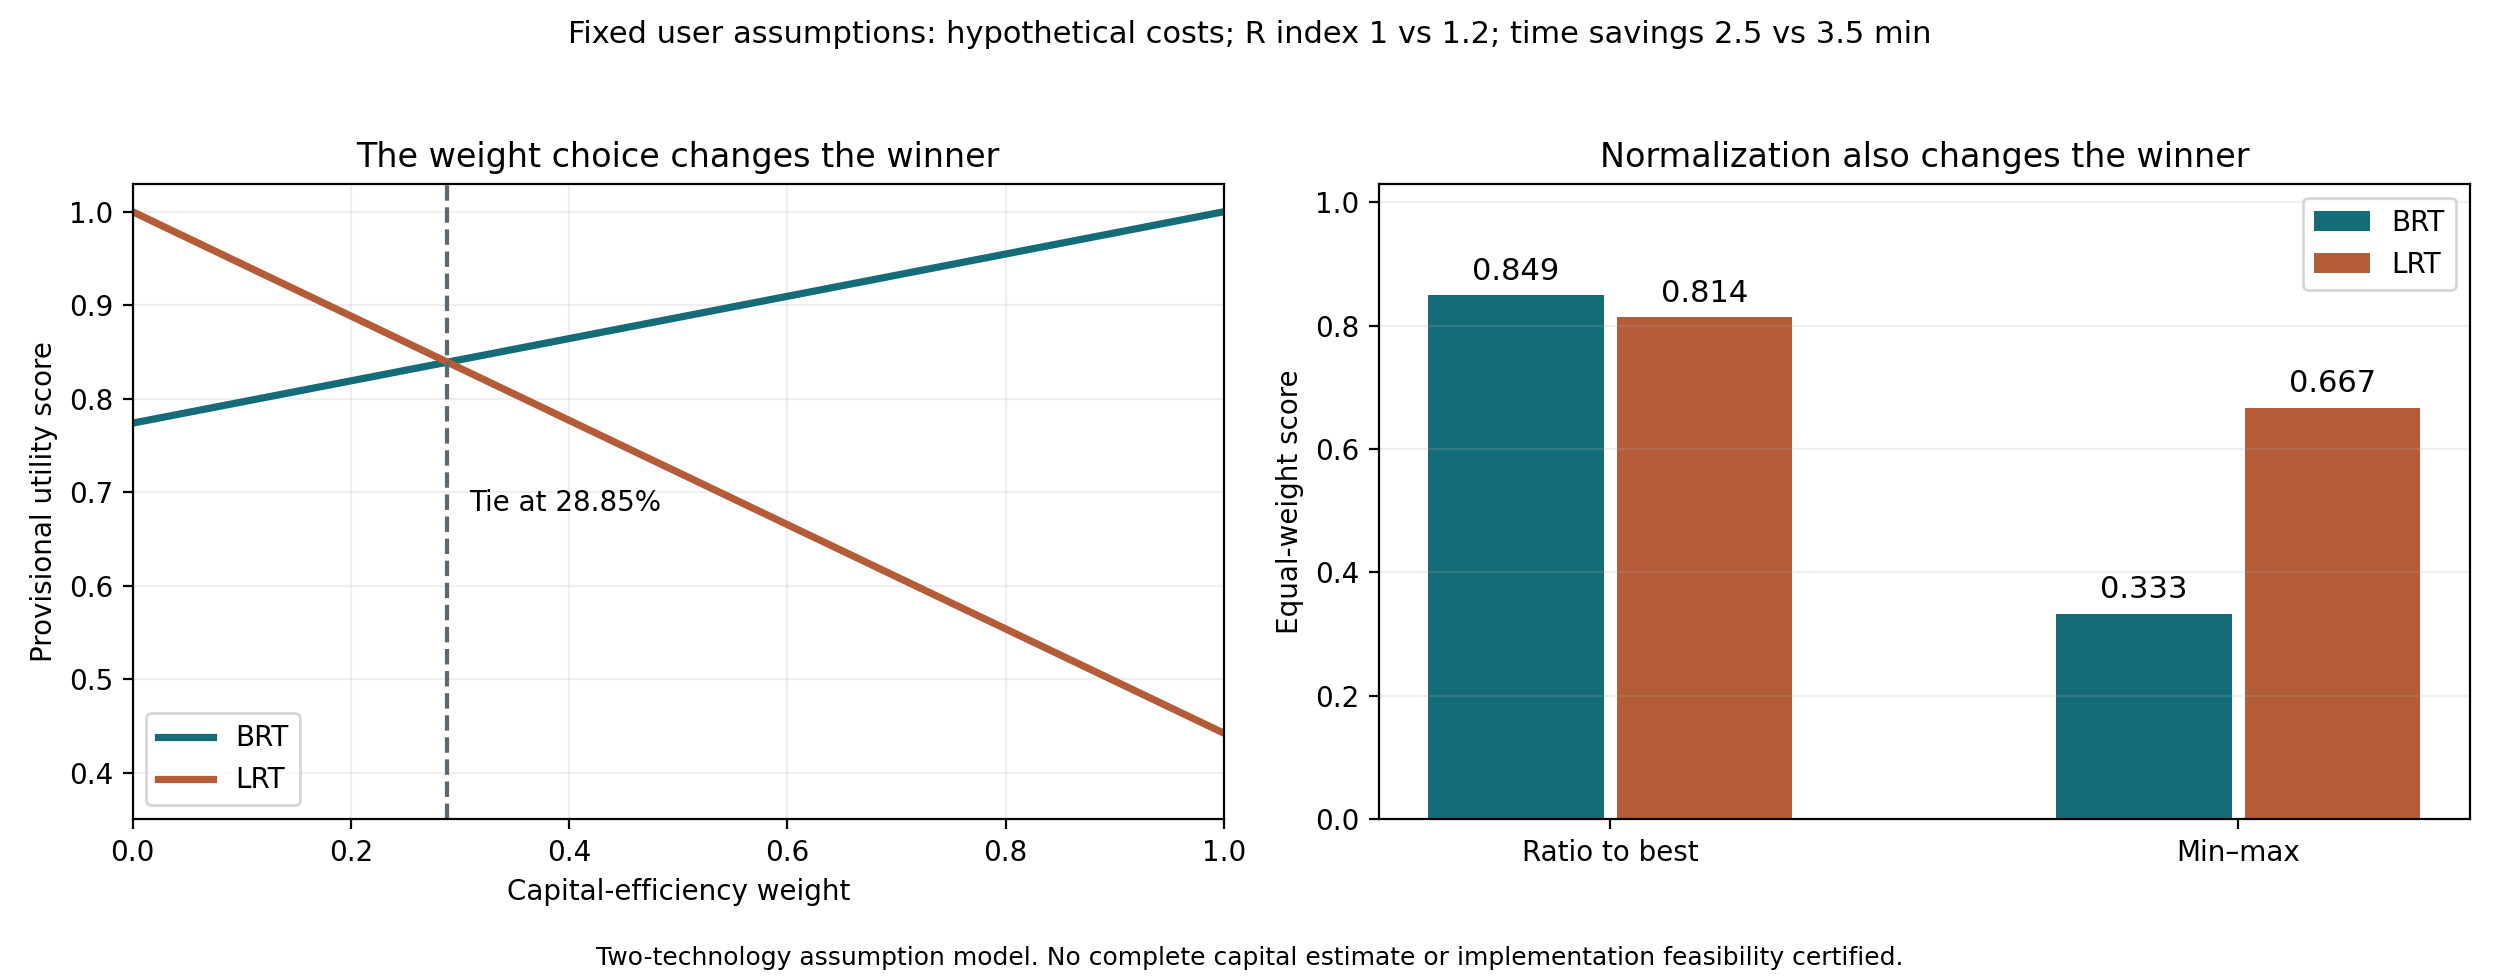 Fixed user assumptions: hypothetical costs; R index 1 vs 1.2; time savings 2.5 vs 3.5 min
The weight choice changes the winner
Provisional utility score
1.0
0.9
0.8
0.7
0.6
0.5
0.4
Tie at 28.85%
BRT
LRT
0.0
0.2
0.4
0.6
0.8
1.0
Capital-efficiency weight
Normalization also changes the winner
Equal-weight score
1.0
0.8
0.6
0.4
0.2
0.0
BRT
LRT
0.849
0.814
0.333
0.667
Ratio to best
Min–max
Two-technology assumption model. No complete capital estimate or implementation feasibility certified.